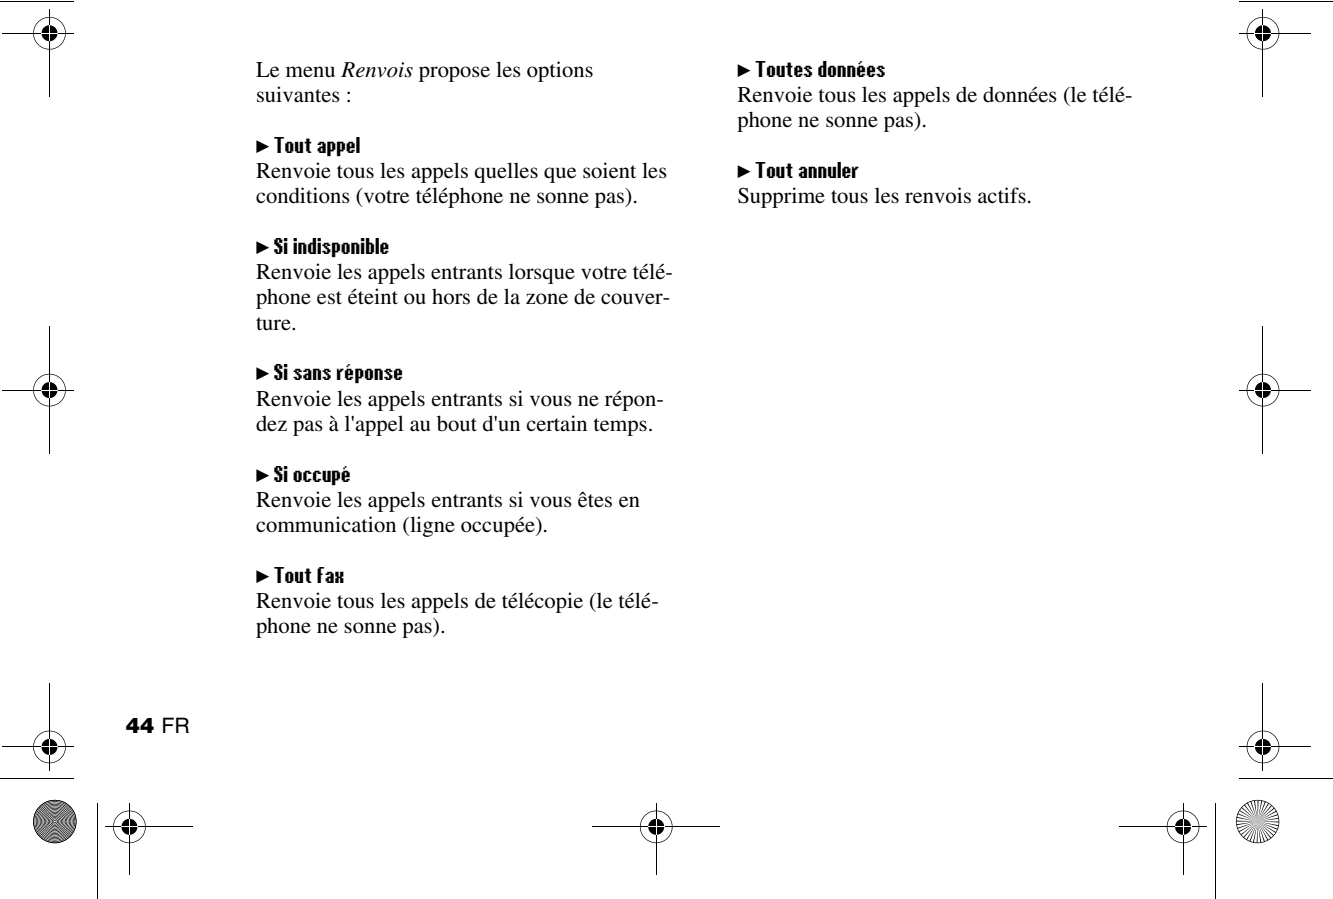 Le menu Renvois propose les options
suivantes :
► Tout appel
Renvoie tous les appels quelles que soient les
conditions (votre téléphone ne sonne pas).
► Si indisponible
Renvoie les appels entrants lorsque votre télé-
phone est éteint ou hors de la zone de couver-
ture.
► Si sans réponse
Renvoie les appels entrants si vous ne répon-
dez pas à l'appel au bout d'un certain temps.
► Si occupé
Renvoie les appels entrants si vous êtes en
communication (ligne occupée).
► Tout fax
Renvoie tous les appels de télécopie (le télé-
phone ne sonne pas).
► Toutes données
Renvoie tous les appels de données (le télé-
phone ne sonne pas).
► Tout annuler
Supprime tous les renvois actifs.
44 FR